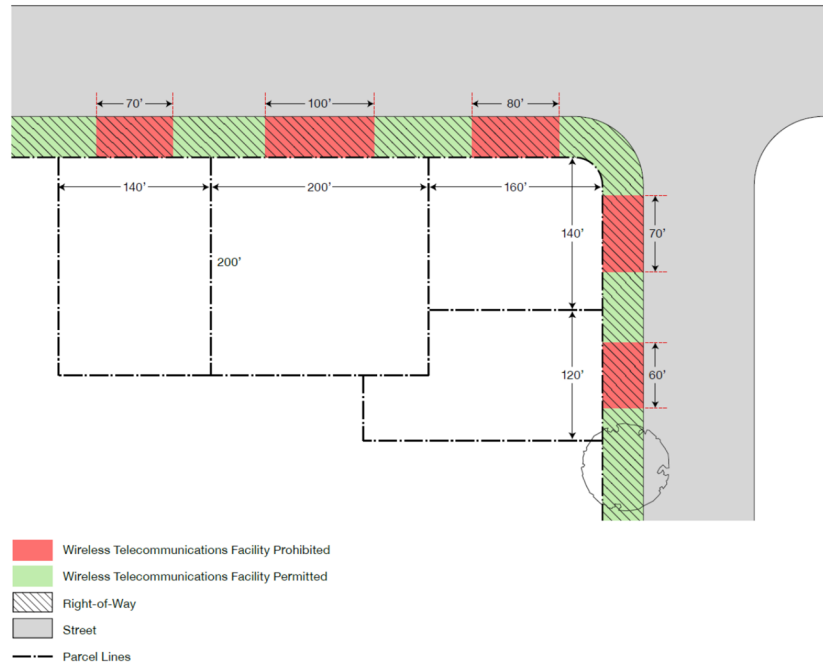 70’
100’
80’
140’
200’
160’
140’
70’
200’
120’
60’
Wireless Telecommunications Facility Prohibited
Wireless Telecommunications Facility Permitted
Right-of-Way
Street
Parcel Lines